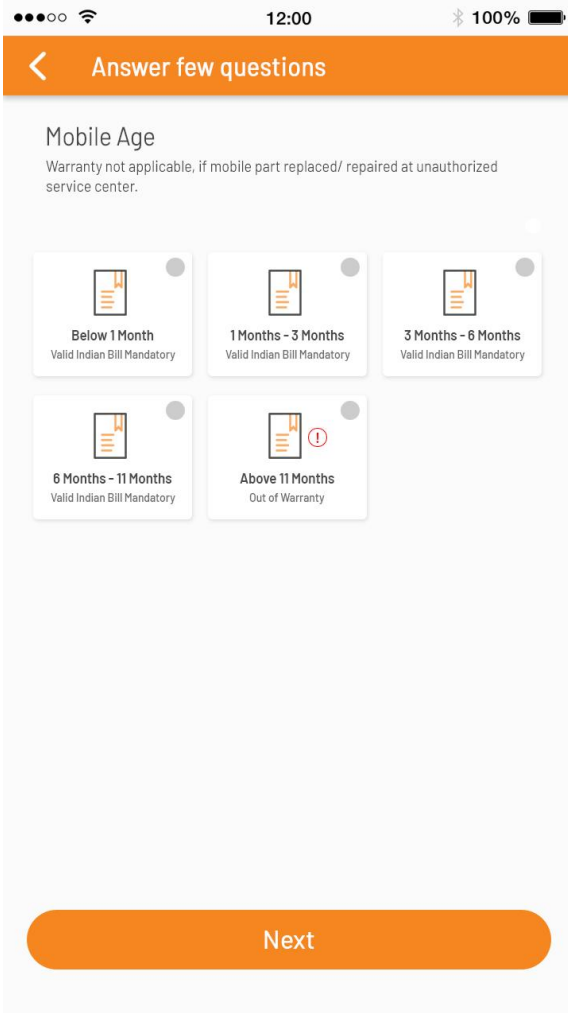 12:00
100%
Answer few questions
Mobile Age
Warranty not applicable, if mobile part replaced/ repaired at unauthorized
service center.
Below 1 Month
Valid Indian Bill Mandatory
1 Months - 3 Months
Valid Indian Bill Mandatory
3 Months - 6 Months
Valid Indian Bill Mandatory
6 Months - 11 Months
Valid Indian Bill Mandatory
Above 11 Months
Out of Warranty
Next